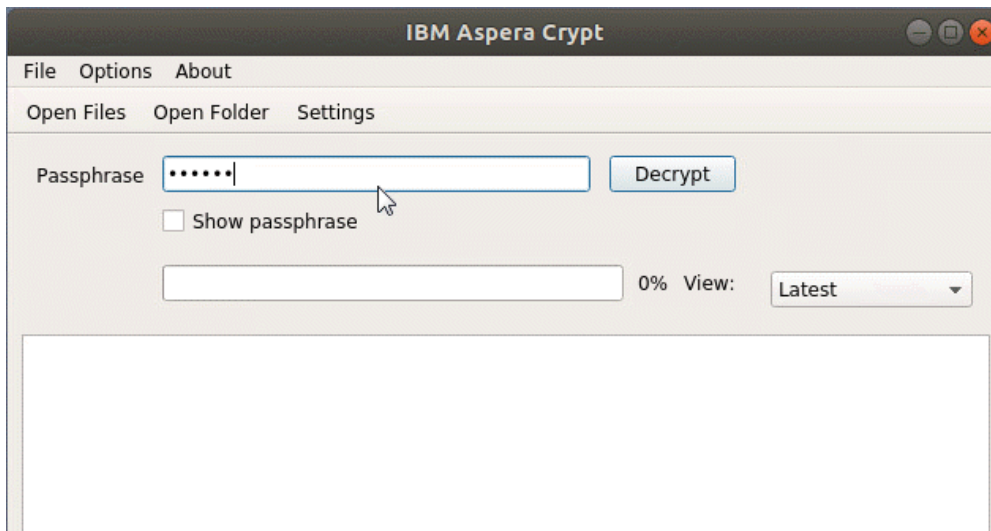 IBM Aspera Crypt
File Options About
Open Files Open Folder Settings
Passphrase •••••• Decrypt
Show passphrase
0% View: Latest